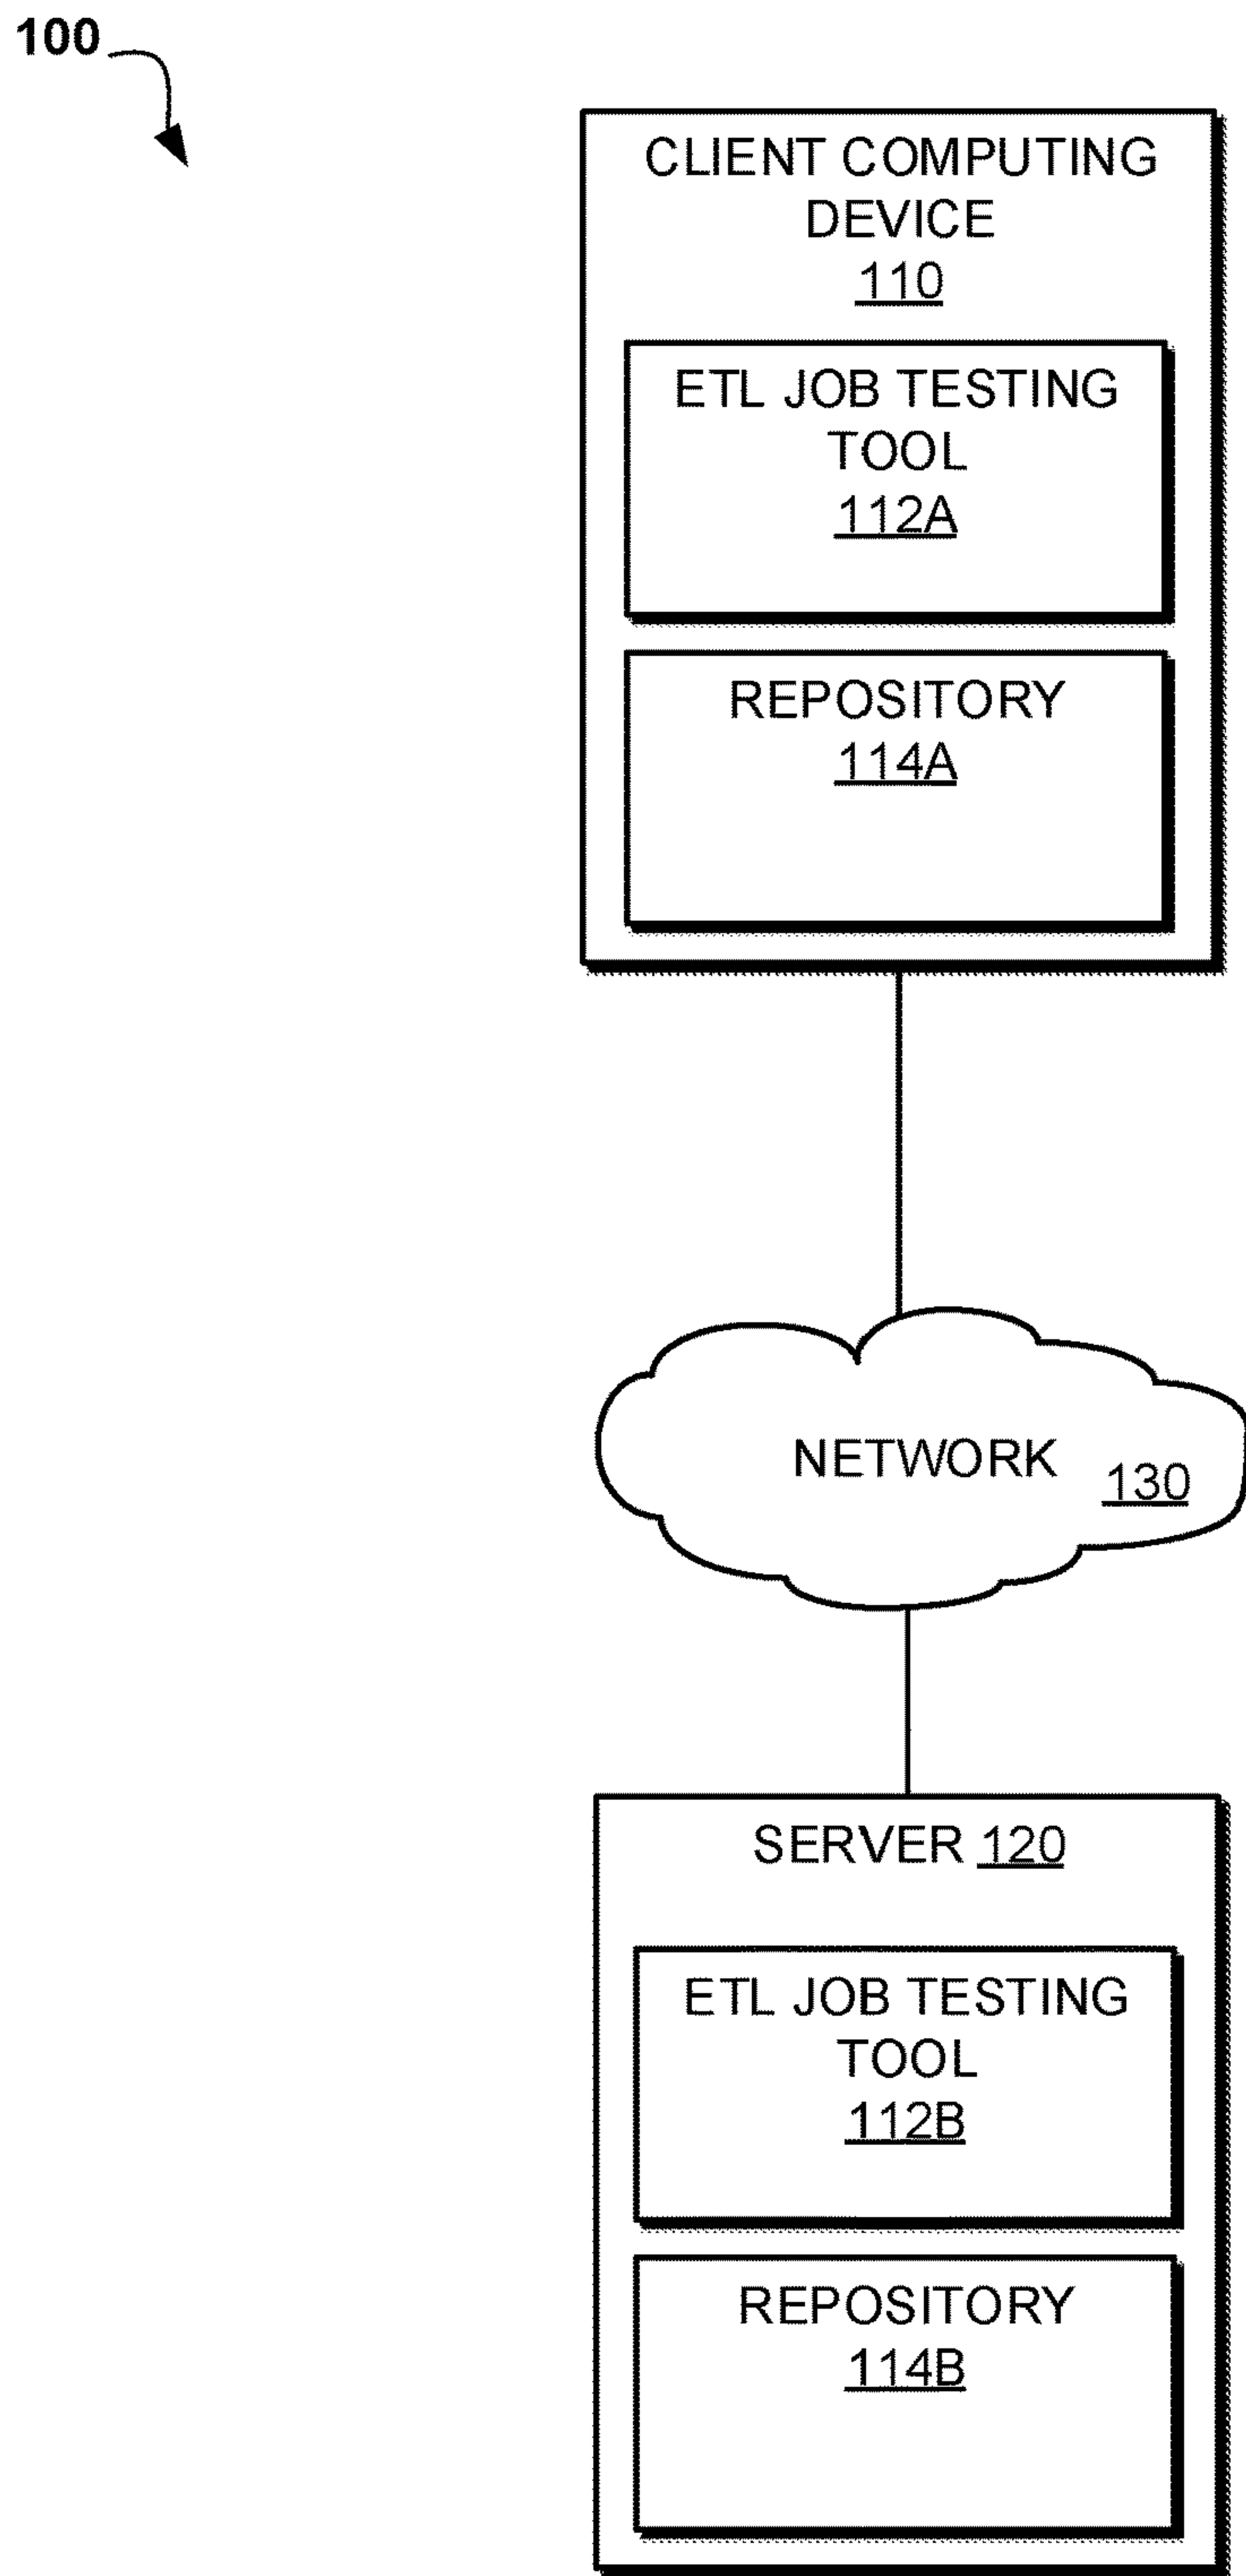 100
CLIENT COMPUTING
DEVICE
110
ETL JOB TESTING
TOOL
112A
REPOSITORY
114A
NETWORK 130
SERVER 120
ETL JOB TESTING
TOOL
112B
REPOSITORY
114B